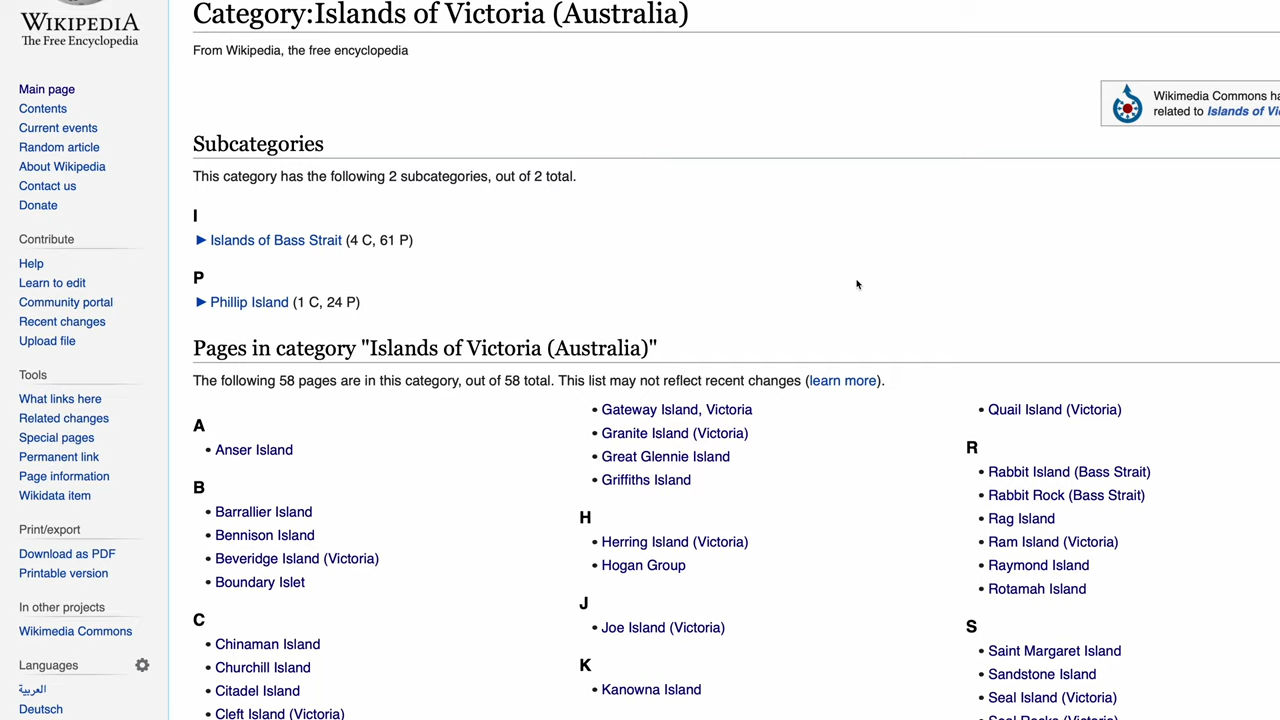 WIKIPEDIA
The Free Encyclopedia
Main page
Contents
Current events
Random article
About Wikipedia
Contact us
Donate
Contribute
Help
Learn to edit
Community portal
Recent changes
Upload file
Tools
What links here
Related changes
Special pages
Permanent link
Page information
Wikidata item
Print/export
Download as PDF
Printable version
In other projects
Wikimedia Commons
Languages
العربية
Deutsch
Category:Islands of Victoria (Australia)
From Wikipedia, the free encyclopedia
Wikimedia Commons ha
related to Islands of Vi
Subcategories
This category has the following 2 subcategories, out of 2 total.
I
► Islands of Bass Strait (4 C, 61 P)
P
► Phillip Island (1 C, 24 P)
Pages in category "Islands of Victoria (Australia)"
The following 58 pages are in this category, out of 58 total. This list may not reflect recent changes (learn more).
A
• Anser Island
B
• Barrallier Island
• Bennison Island
• Beveridge Island (Victoria)
• Boundary Islet
C
• Chinaman Island
• Churchill Island
• Citadel Island
• Cleft Island (Victoria)
• Gateway Island, Victoria
• Granite Island (Victoria)
• Great Glennie Island
• Griffiths Island
H
• Herring Island (Victoria)
• Hogan Group
J
• Joe Island (Victoria)
K
• Kanowna Island
• Quail Island (Victoria)
R
• Rabbit Island (Bass Strait)
• Rabbit Rock (Bass Strait)
• Rag Island
• Ram Island (Victoria)
• Raymond Island
• Rotamah Island
S
• Saint Margaret Island
• Sandstone Island
• Seal Island (Victoria)
• Seal Rocks (Victoria)